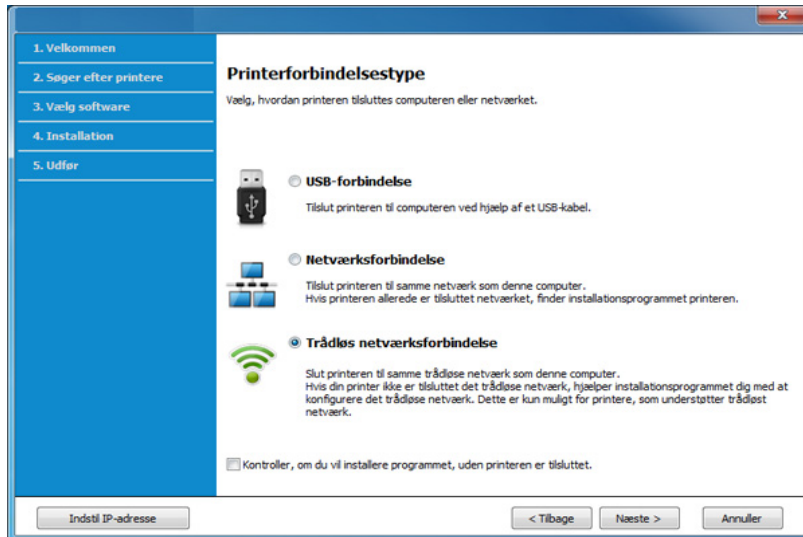 1. Velkommen
2. Søger efter printere
3. Vælg software
4. Installation
5. Udfør
Printerforbindelsestype
Vælg, hvordan printeren tilsluttes computeren eller netværket.
USB-forbindelse
Tilslut printeren til computeren ved hjælp af et USB-kabel.
Netværksforbindelse
Tilslut printeren til samme netværk som denne computer.
Hvis printeren allerede er tilsluttet netværket, finder installationsprogrammet printeren.
Trådløs netværksforbindelse
Slut printeren til samme trådløse netværk som denne computer.
Hvis din printer ikke er tilsluttet det trådløse netværk, hjælper installationsprogrammet dig med at
konfigurere det trådløse netværk. Dette er kun muligt for printere, som understøtter trådløst
netværk.
Kontroller, om du vil installere programmet, uden printeren er tilsluttet.
Indstil IP-adresse
< Tilbage
Næste >
Annuller